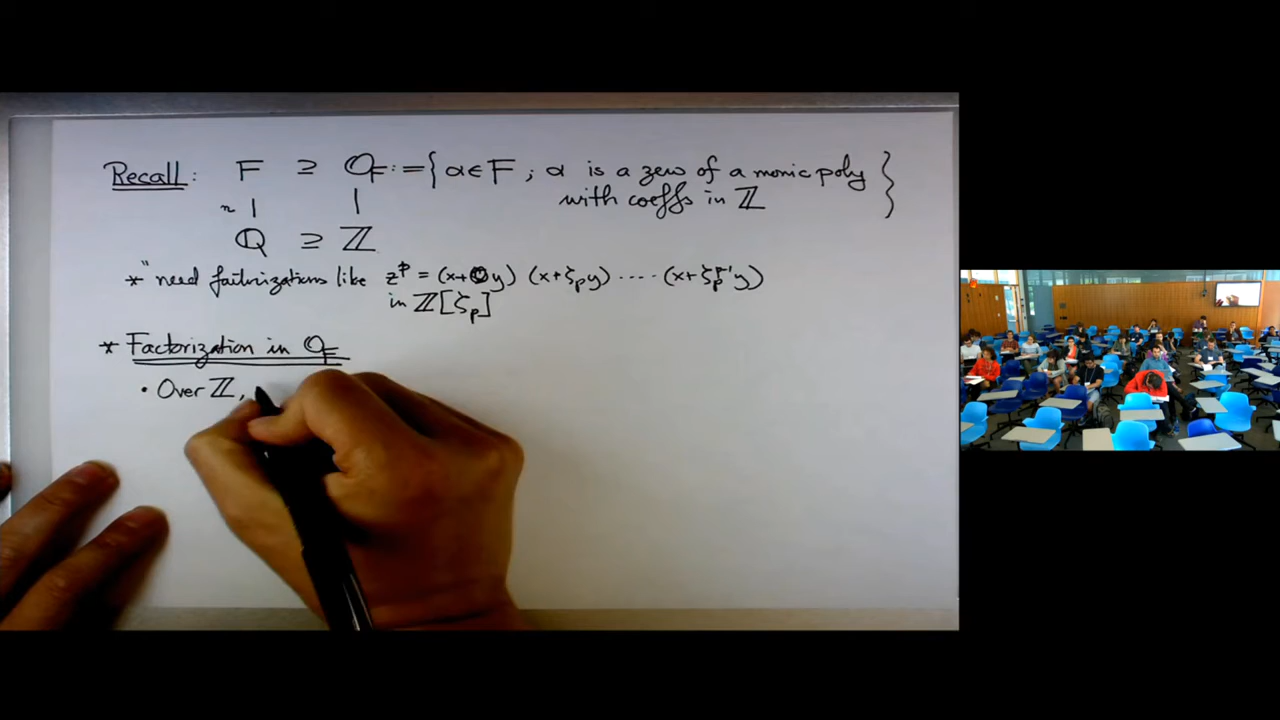 Recall: F ≥ O_F := { α ∈ F ; α is a zero of a monic poly
with coeffs in ℤ }
n | |
ℚ ≥ ℤ
* "need factorizations like z^p = (x+y) (x+ζ_p y) .... (x+ζ_p^{p-1} y)
in ℤ[ζ_p]
* Factorization in O_F
• Over ℤ,